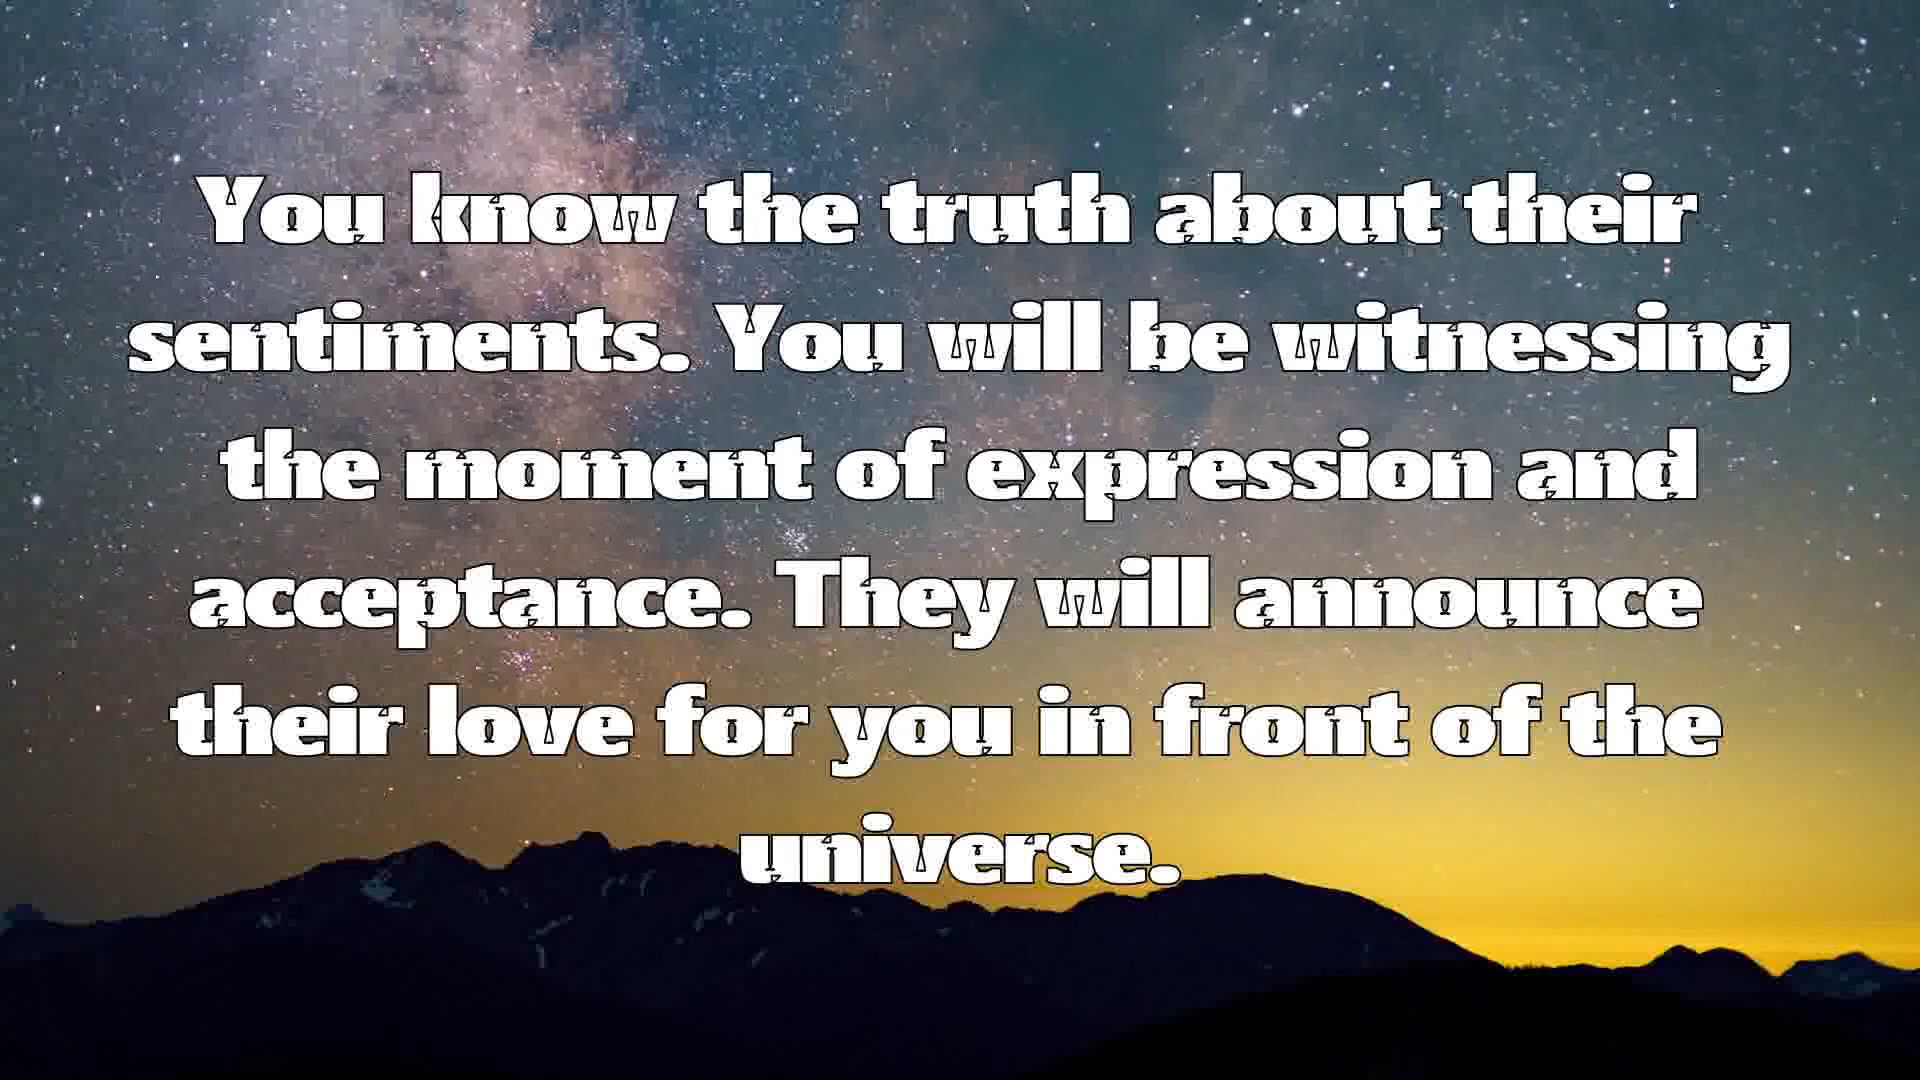 You know the truth about their
sentiments. You will be witnessing
the moment of expression and
acceptance. They will announce
their love for you in front of the
universe.